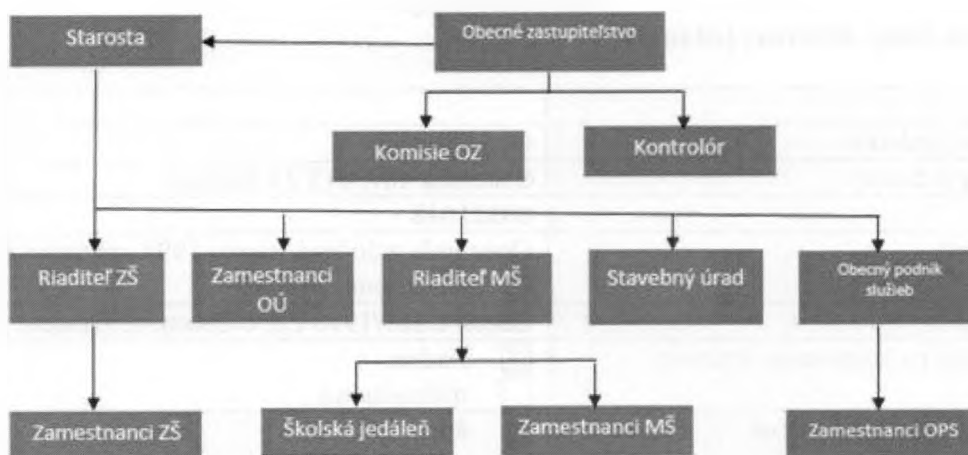 Starosta
Obecné zastupiteľstvo
Komisie OZ
Kontrolór
Riaditeľ ZŠ
Zamestnanci
OÚ
Riaditeľ MŠ
Stavebný úrad
Obecný podnik
služieb
Zamestnanci ZŠ
Školská jedáleň
Zamestnanci MŠ
Zamestnanci OPS